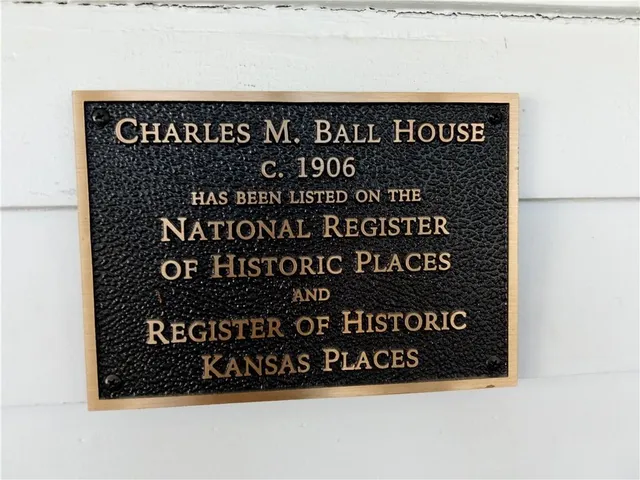 CHARLES M. BALL HOUSE
C. 1906
HAS BEEN LISTED ON THE
NATIONAL REGISTER
OF HISTORIC PLACES
AND
REGISTER OF HISTORIC
KANSAS PLACES